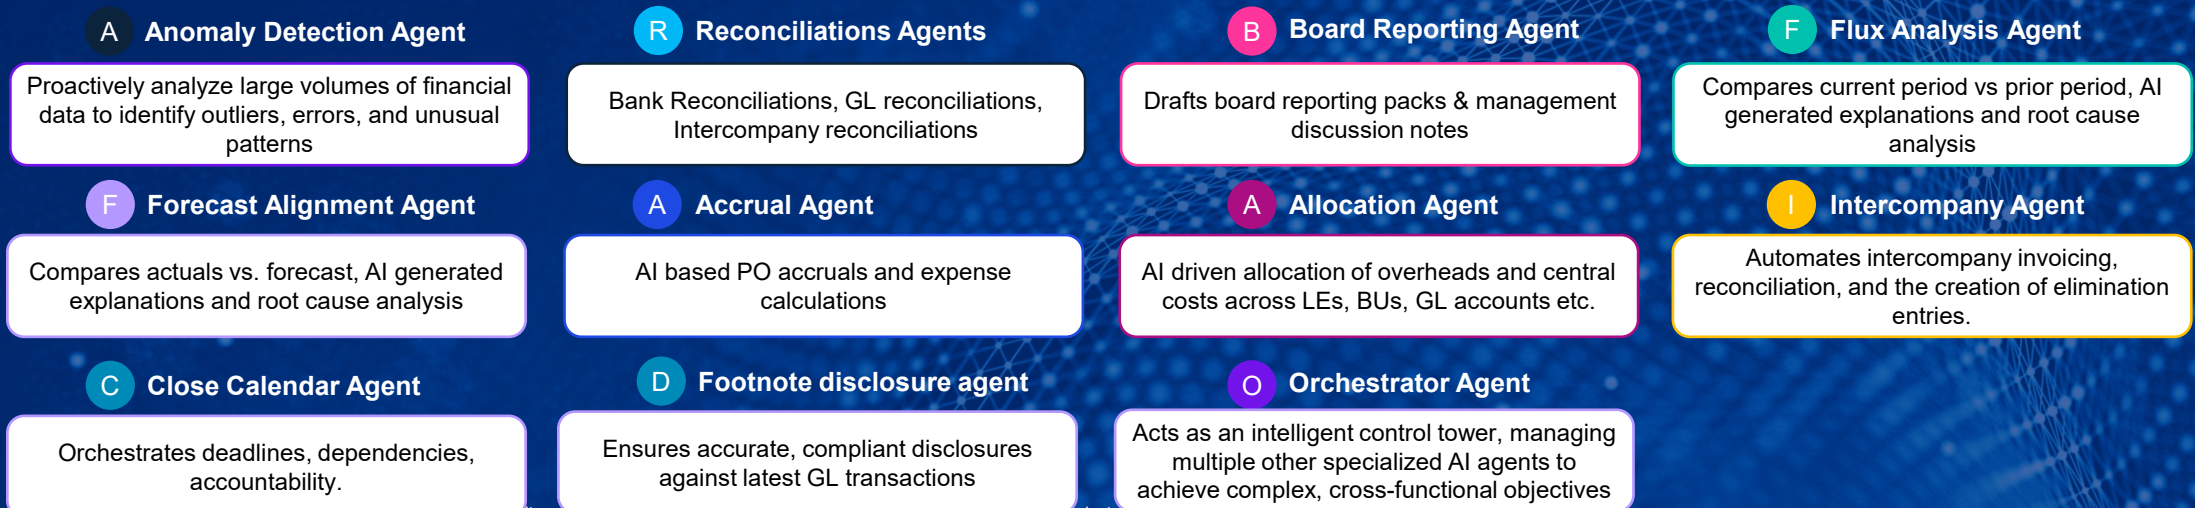 A Anomaly Detection Agent
Proactively analyze large volumes of financial
data to identify outliers, errors, and unusual
patterns
R Reconciliations Agents
Bank Reconciliations, GL reconciliations,
Intercompany reconciliations
B Board Reporting Agent
Drafts board reporting packs & management
discussion notes
F Flux Analysis Agent
Compares current period vs prior period, AI
generated explanations and root cause
analysis
F Forecast Alignment Agent
Compares actuals vs. forecast, AI generated
explanations and root cause analysis
A Accrual Agent
AI based PO accruals and expense
calculations
A Allocation Agent
AI driven allocation of overheads and central
costs across LEs, BUs, GL accounts etc.
I Intercompany Agent
Automates intercompany invoicing,
reconciliation, and the creation of elimination
entries.
C Close Calendar Agent
Orchestrates deadlines, dependencies,
accountability.
D Footnote disclosure agent
Ensures accurate, compliant disclosures
against latest GL transactions
O Orchestrator Agent
Acts as an intelligent control tower, managing
multiple other specialized AI agents to
achieve complex, cross-functional objectives